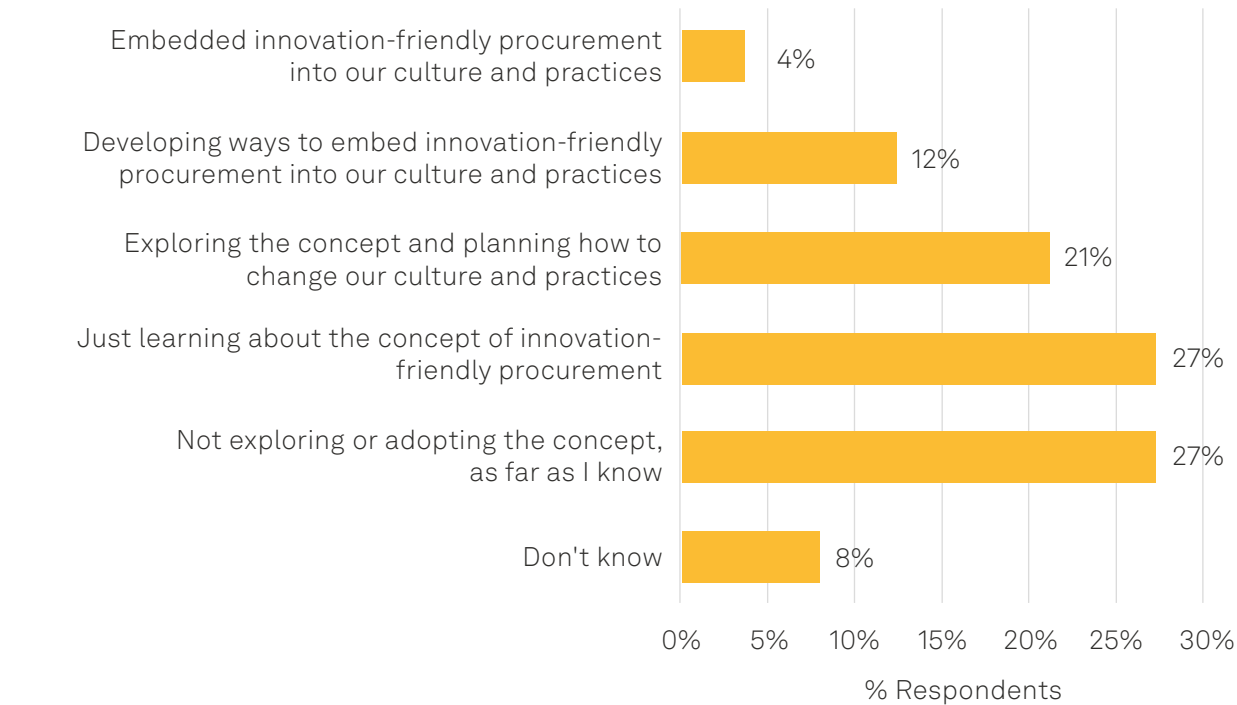 Embedded innovation-friendly procurement
into our culture and practices
4%
Developing ways to embed innovation-friendly
procurement into our culture and practices
12%
Exploring the concept and planning how to
change our culture and practices
21%
Just learning about the concept of innovation-
friendly procurement
27%
Not exploring or adopting the concept,
as far as I know
27%
Don't know
8%
0% 5% 10% 15% 20% 25% 30%
% Respondents